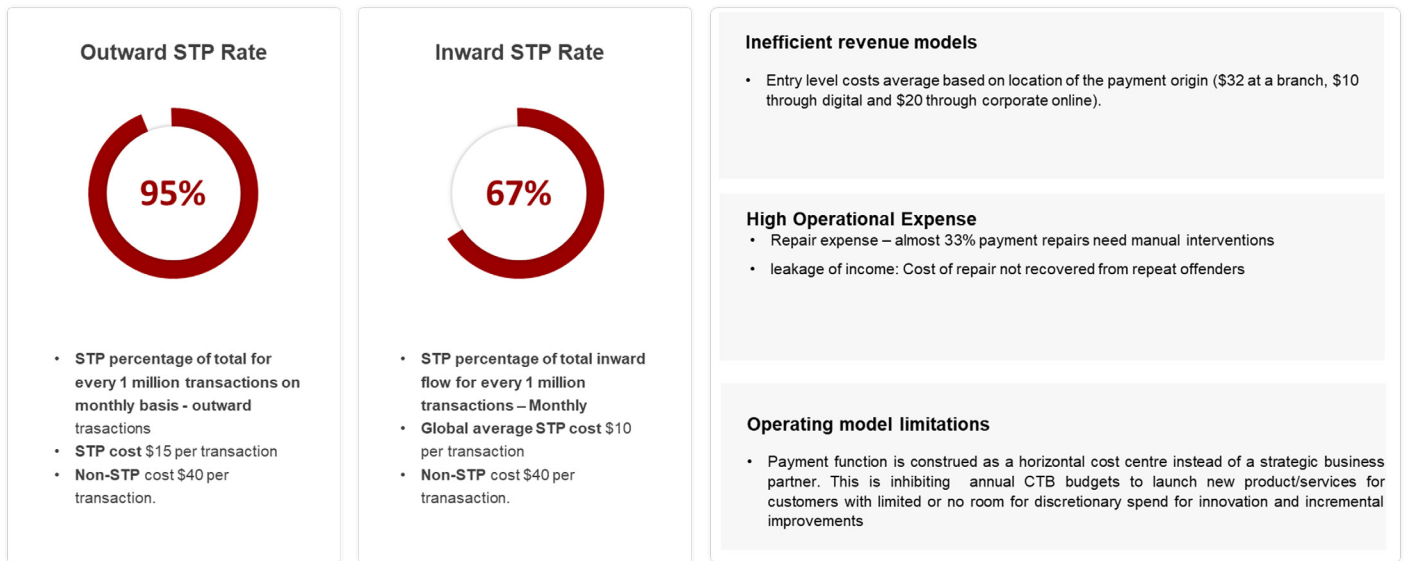 Outward STP Rate
95%
• STP percentage of total for
every 1 million transactions on
monthly basis - outward
trasactions
• STP cost $15 per transaction
• Non-STP cost $40 per
transaction.
Inward STP Rate
67%
• STP percentage of total inward
flow for every 1 million
transactions – Monthly
• Global average STP cost $10
per transaction
• Non-STP cost $40 per
tranasaction.
Inefficient revenue models
• Entry level costs average based on location of the payment origin ($32 at a branch, $10
through digital and $20 through corporate online).
High Operational Expense
• Repair expense – almost 33% payment repairs need manual interventions
• leakage of income: Cost of repair not recovered from repeat offenders
Operating model limitations
• Payment function is construed as a horizontal cost centre instead of a strategic business
partner. This is inhibiting annual CTB budgets to launch new product/services for
customers with limited or no room for discretionary spend for innovation and incremental
improvements